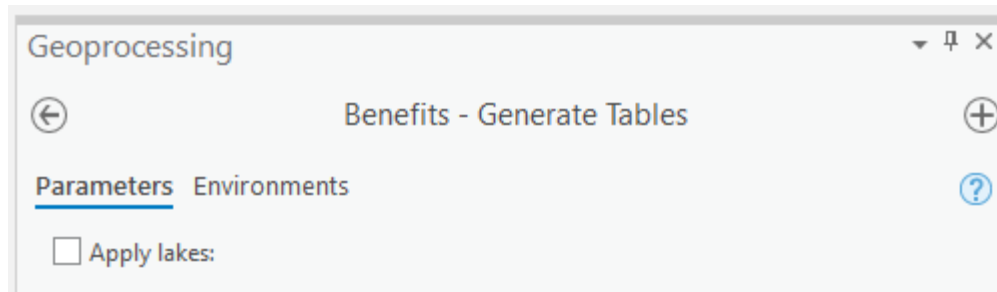 Geoprocessing
Benefits - Generate Tables
Parameters Environments
Apply lakes: